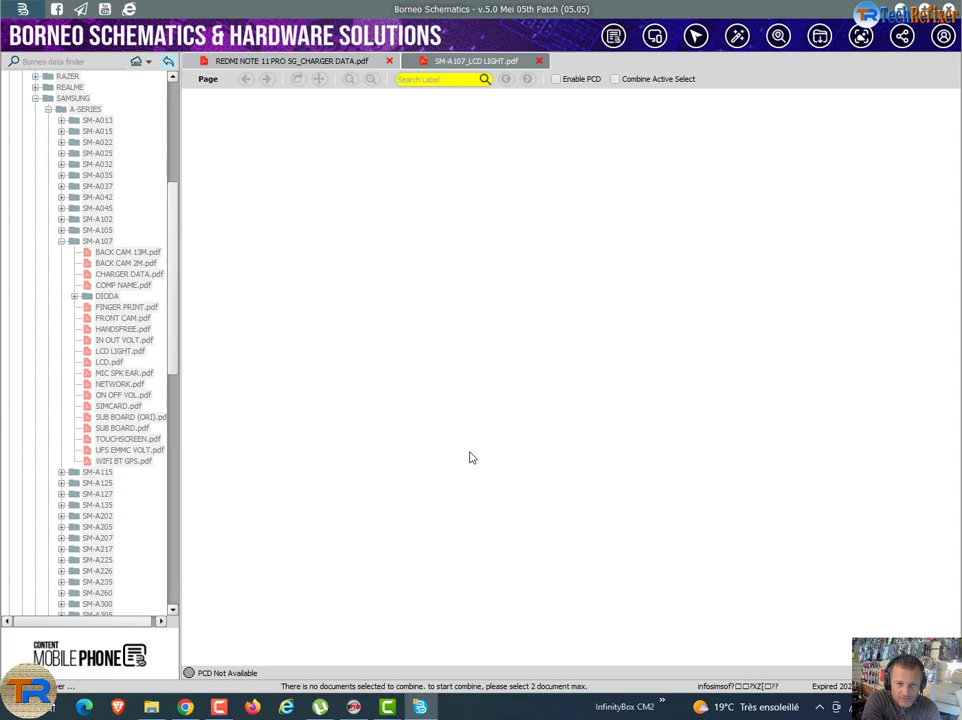 Borneo Schematics - v.5.0 Mei 05th Patch (05.05)
TR TechRefixer
BORNEO SCHEMATICS & HARDWARE SOLUTIONS
Borneo data finder
REDMI NOTE 11 PRO 5G_CHARGER DATA.pdf
SM-A107_LCD LIGHT.pdf
Page
Search Label
Enable PCD
Combine Active Select
RAZER
REALME
SAMSUNG
A-SERIES
SM-A013
SM-A015
SM-A022
SM-A025
SM-A032
SM-A035
SM-A037
SM-A042
SM-A045
SM-A102
SM-A105
SM-A107
BACK CAM 13M.pdf
BACK CAM 2M.pdf
CHARGER DATA.pdf
COMP NAME.pdf
DIODA
FINGER PRINT.pdf
FRONT CAM.pdf
HANDSFREE.pdf
IN OUT VOLT.pdf
LCD LIGHT.pdf
LCD.pdf
MIC SPK EAR.pdf
NETWORK.pdf
ON OFF VOL.pdf
SIMCARD.pdf
SUB BOARD (ORI).pd
SUB BOARD.pdf
TOUCHSCREEN.pdf
UFS EMMC VOLT.pdf
WIFI BT GPS.pdf
SM-A115
SM-A125
SM-A127
SM-A135
SM-A202
SM-A205
SM-A207
SM-A217
SM-A225
SM-A226
SM-A235
SM-A260
SM-A300
CONTENT
MOBILE PHONE
PCD Not Available
There is no documents selected to combine. to start combine, please select 2 document max.
Expired 202
TR
InfinityBox CM2
19°C Très ensoleillé